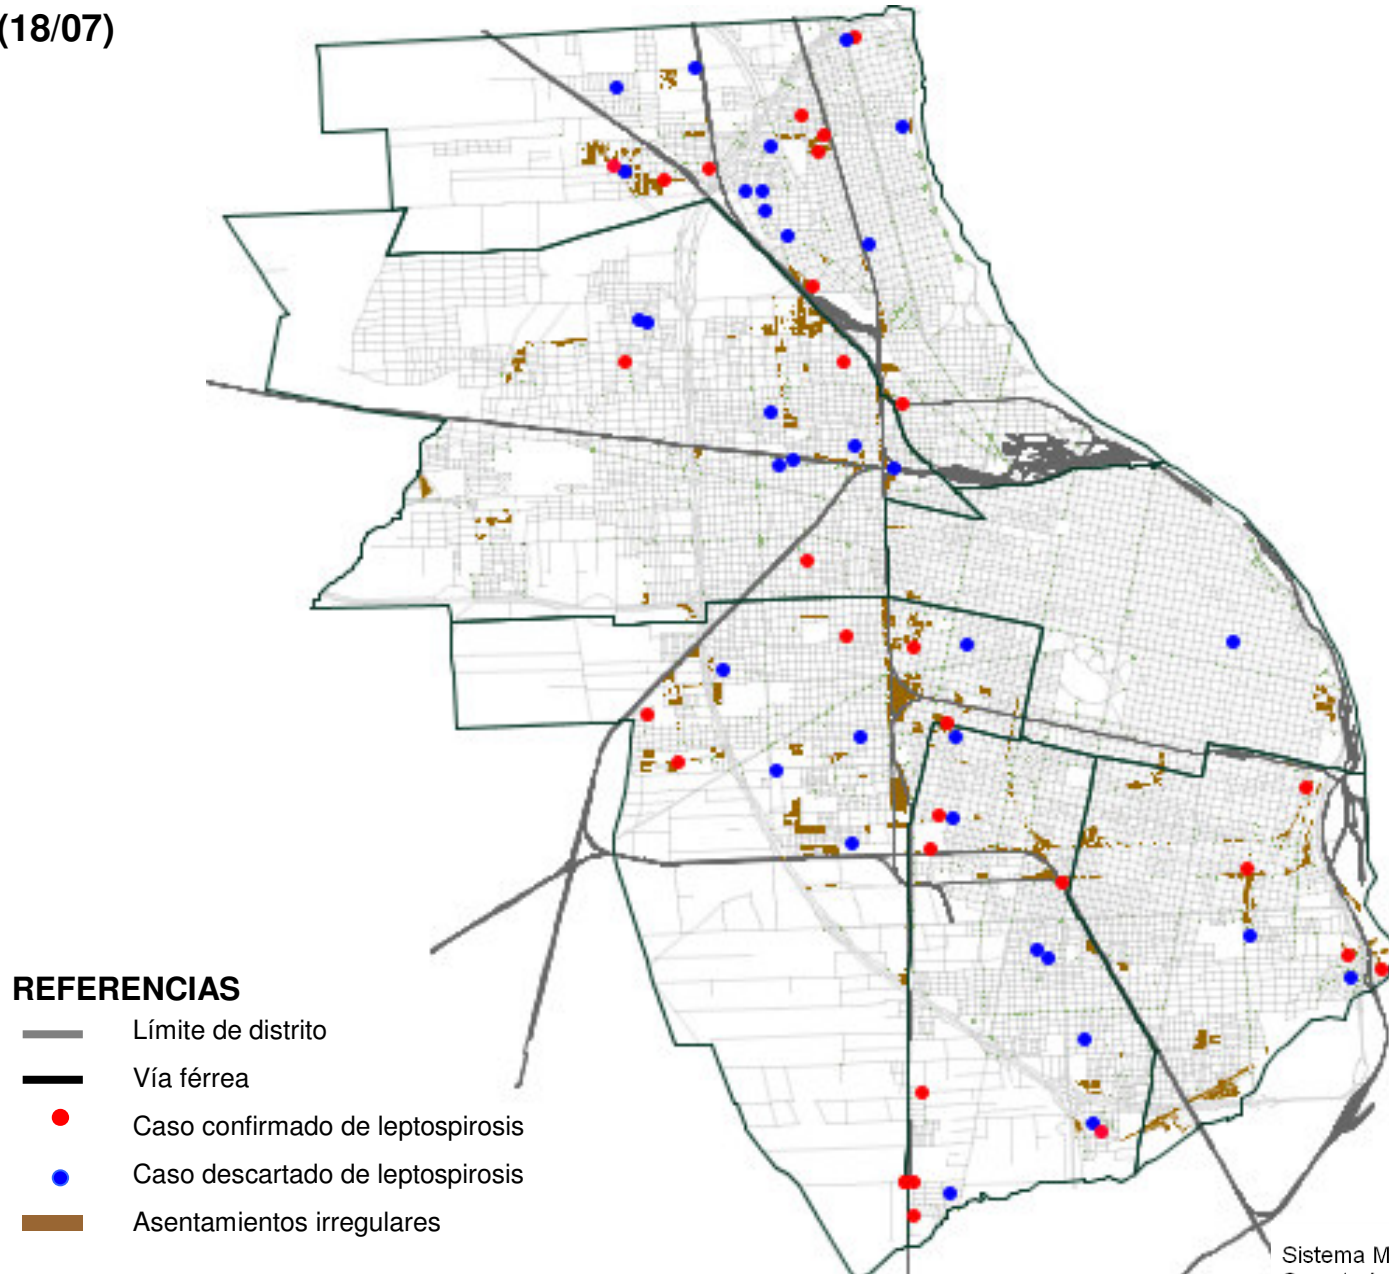 (18/07)
REFERENCIAS
Límite de distrito
Vía férrea
Caso confirmado de leptospirosis
Caso descartado de leptospirosis
Asentamientos irregulares
Sistema M